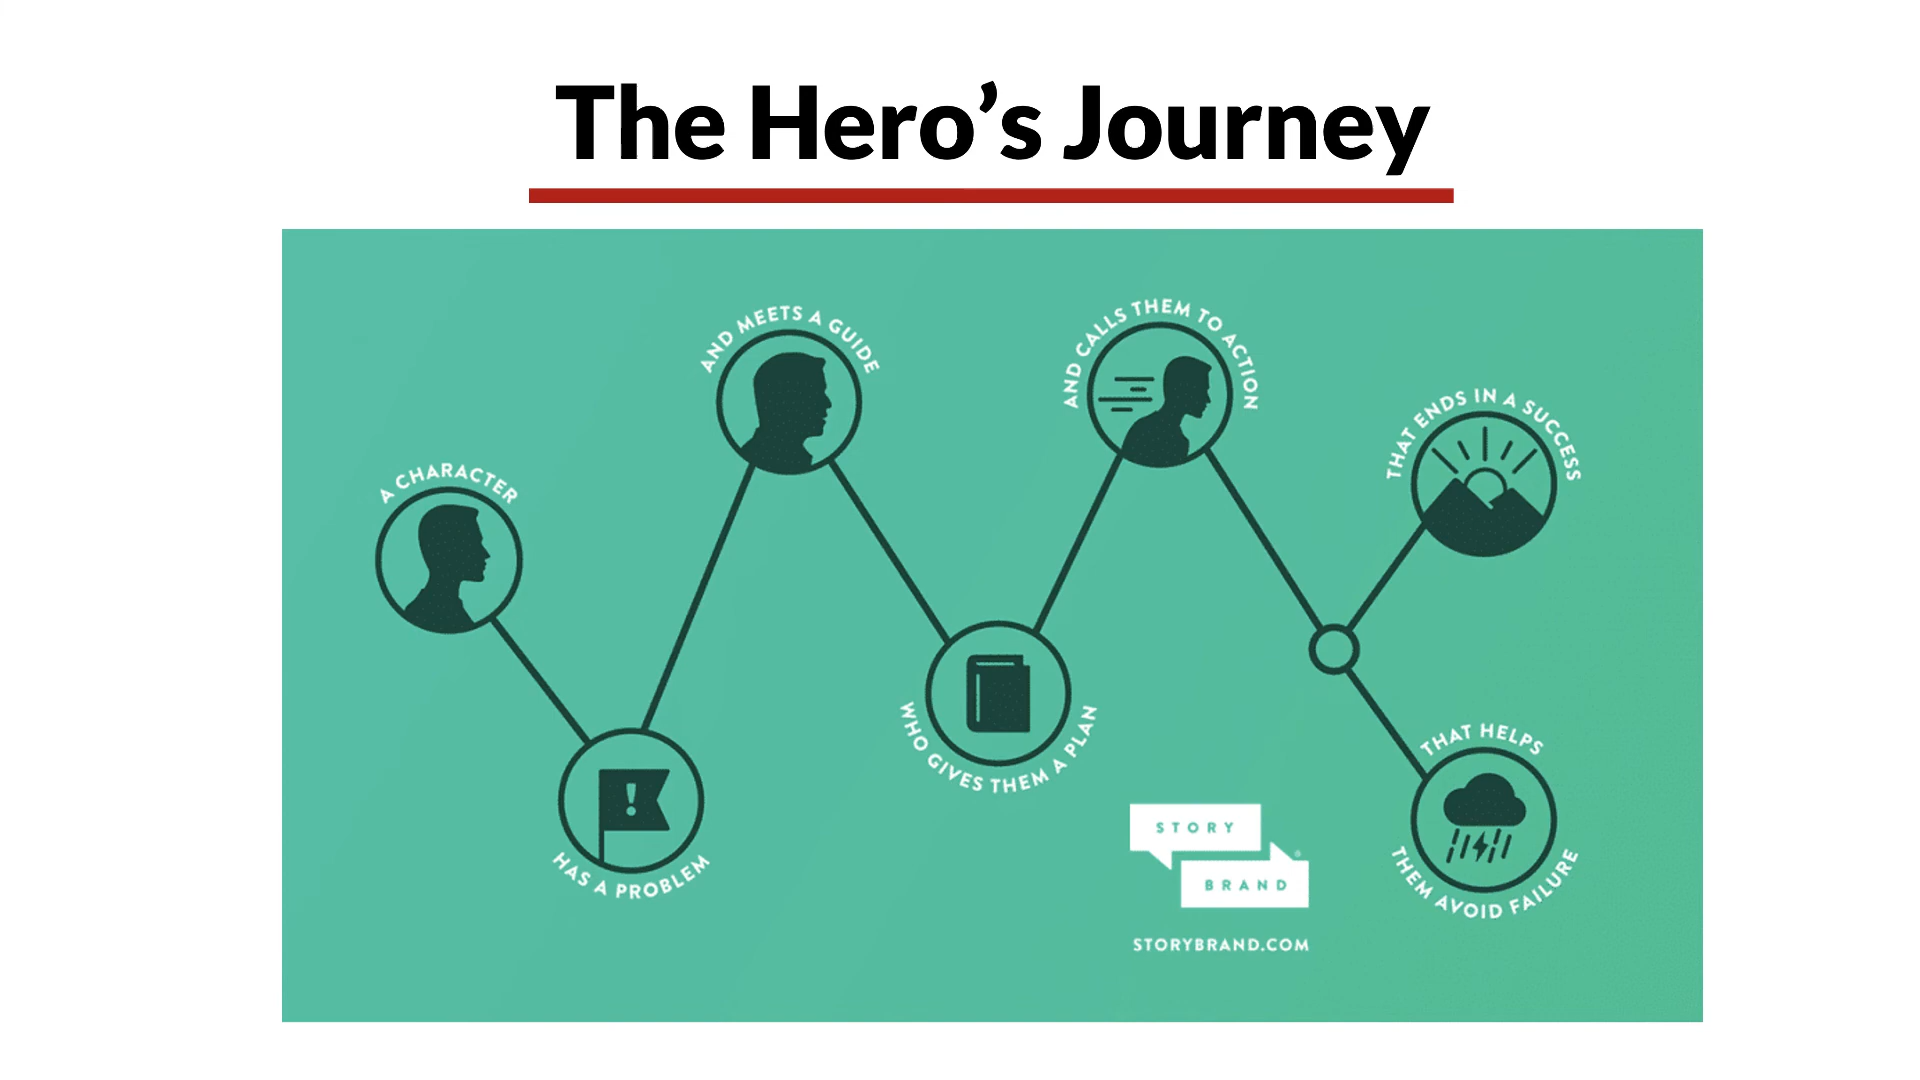 The Hero’s Journey
A CHARACTER
HAS A PROBLEM
AND MEETS A GUIDE
WHO GIVES THEM A PLAN
AND CALLS THEM TO ACTION
THAT ENDS IN A SUCCESS
THAT HELPS
THEM AVOID FAILURE
STORY
BRAND
®
STORYBRAND.COM